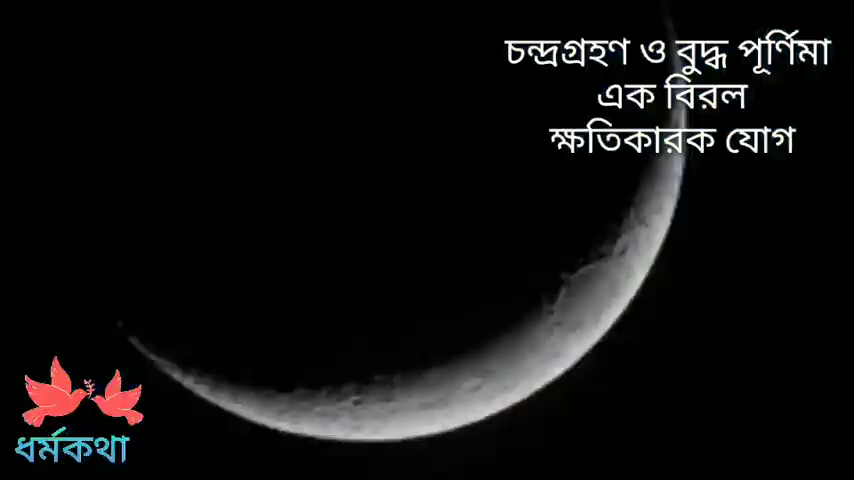 চন্দ্রগ্রহণ ও বুদ্ধ পূর্ণিমা
এক বিরল
ক্ষতিকারক যোগ
ধর্মকথা